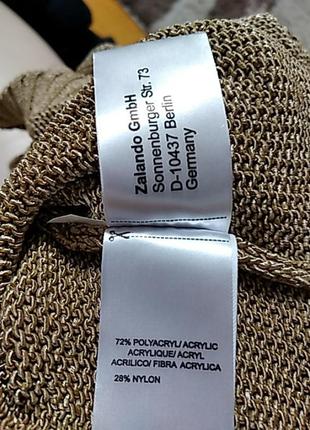 Zalando GmbH
Sonnenburger Str. 73
D-10437 Berlin
Germany
72% POLYACRYL/ ACRYLIC
ACRYLIQUE/ ACRYL
ACRILICO/ FIBRA ACRILICA
28% NYLON